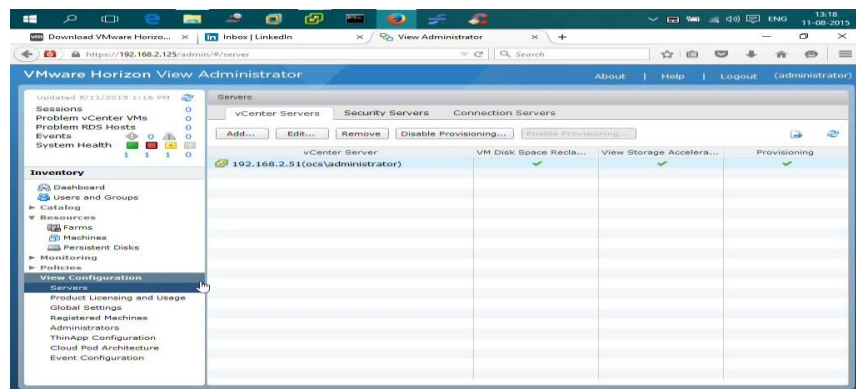 ENG 13:18
11-08-2015
Download VMware Horizo... ×
Inbox | LinkedIn ×
View Administrator ×
https://192.168.2.125/admin/#/server
Search
VMware Horizon View Administrator
About | Help | Logout (administrator)
Updated 8/11/2015 1:16 PM
Sessions 0
Problem vCenter VMs 0
Problem RDS Hosts 0
Events 0 0
System Health
1 1 1 0
Inventory
Dashboard
Users and Groups
Catalog
Resources
Farms
Machines
Persistent Disks
Monitoring
Policies
View Configuration
Servers
Product Licensing and Usage
Global Settings
Registered Machines
Administrators
ThinApp Configuration
Cloud Pod Architecture
Event Configuration
Servers
vCenter Servers Security Servers Connection Servers
Add... Edit... Remove Disable Provisioning... Enable Provisioning...
vCenter Server VM Disk Space Recla... View Storage Accelera... Provisioning
192.168.2.51(ocs\administrator)